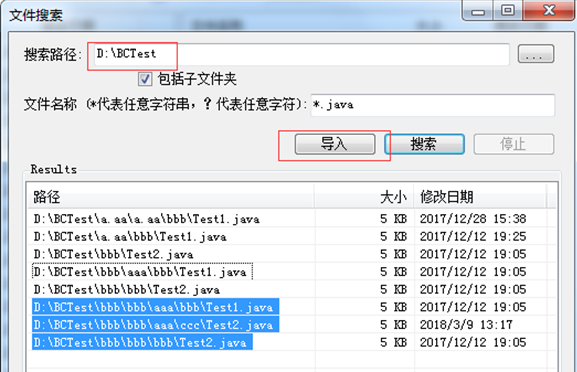 文件搜索
搜索路径: D:\BCTest ...
包括子文件夹
文件名称 (*代表任意字符串, ? 代表任意字符): *.java
导入 搜索 停止
Results
路径 大小 修改日期
D:\BCTest\a.aa\a.aa\bbb\Test1.java 5 KB 2017/12/28 15:38
D:\BCTest\a.aa\bbb\Test1.java 5 KB 2017/12/12 19:25
D:\BCTest\bbb\Test2.java 5 KB 2017/12/12 19:05
D:\BCTest\bbb\aaa\bbb\Test1.java 5 KB 2017/12/12 19:05
D:\BCTest\bbb\bbb\Test2.java 5 KB 2017/12/12 19:05
D:\BCTest\bbb\bbb\aaa\bbb\Test1.java 5 KB 2017/12/12 19:05
D:\BCTest\bbb\bbb\aaa\ccc\Test2.java 5 KB 2018/3/9 13:17
D:\BCTest\bbb\bbb\bbb\Test2.java 5 KB 2017/12/12 19:05